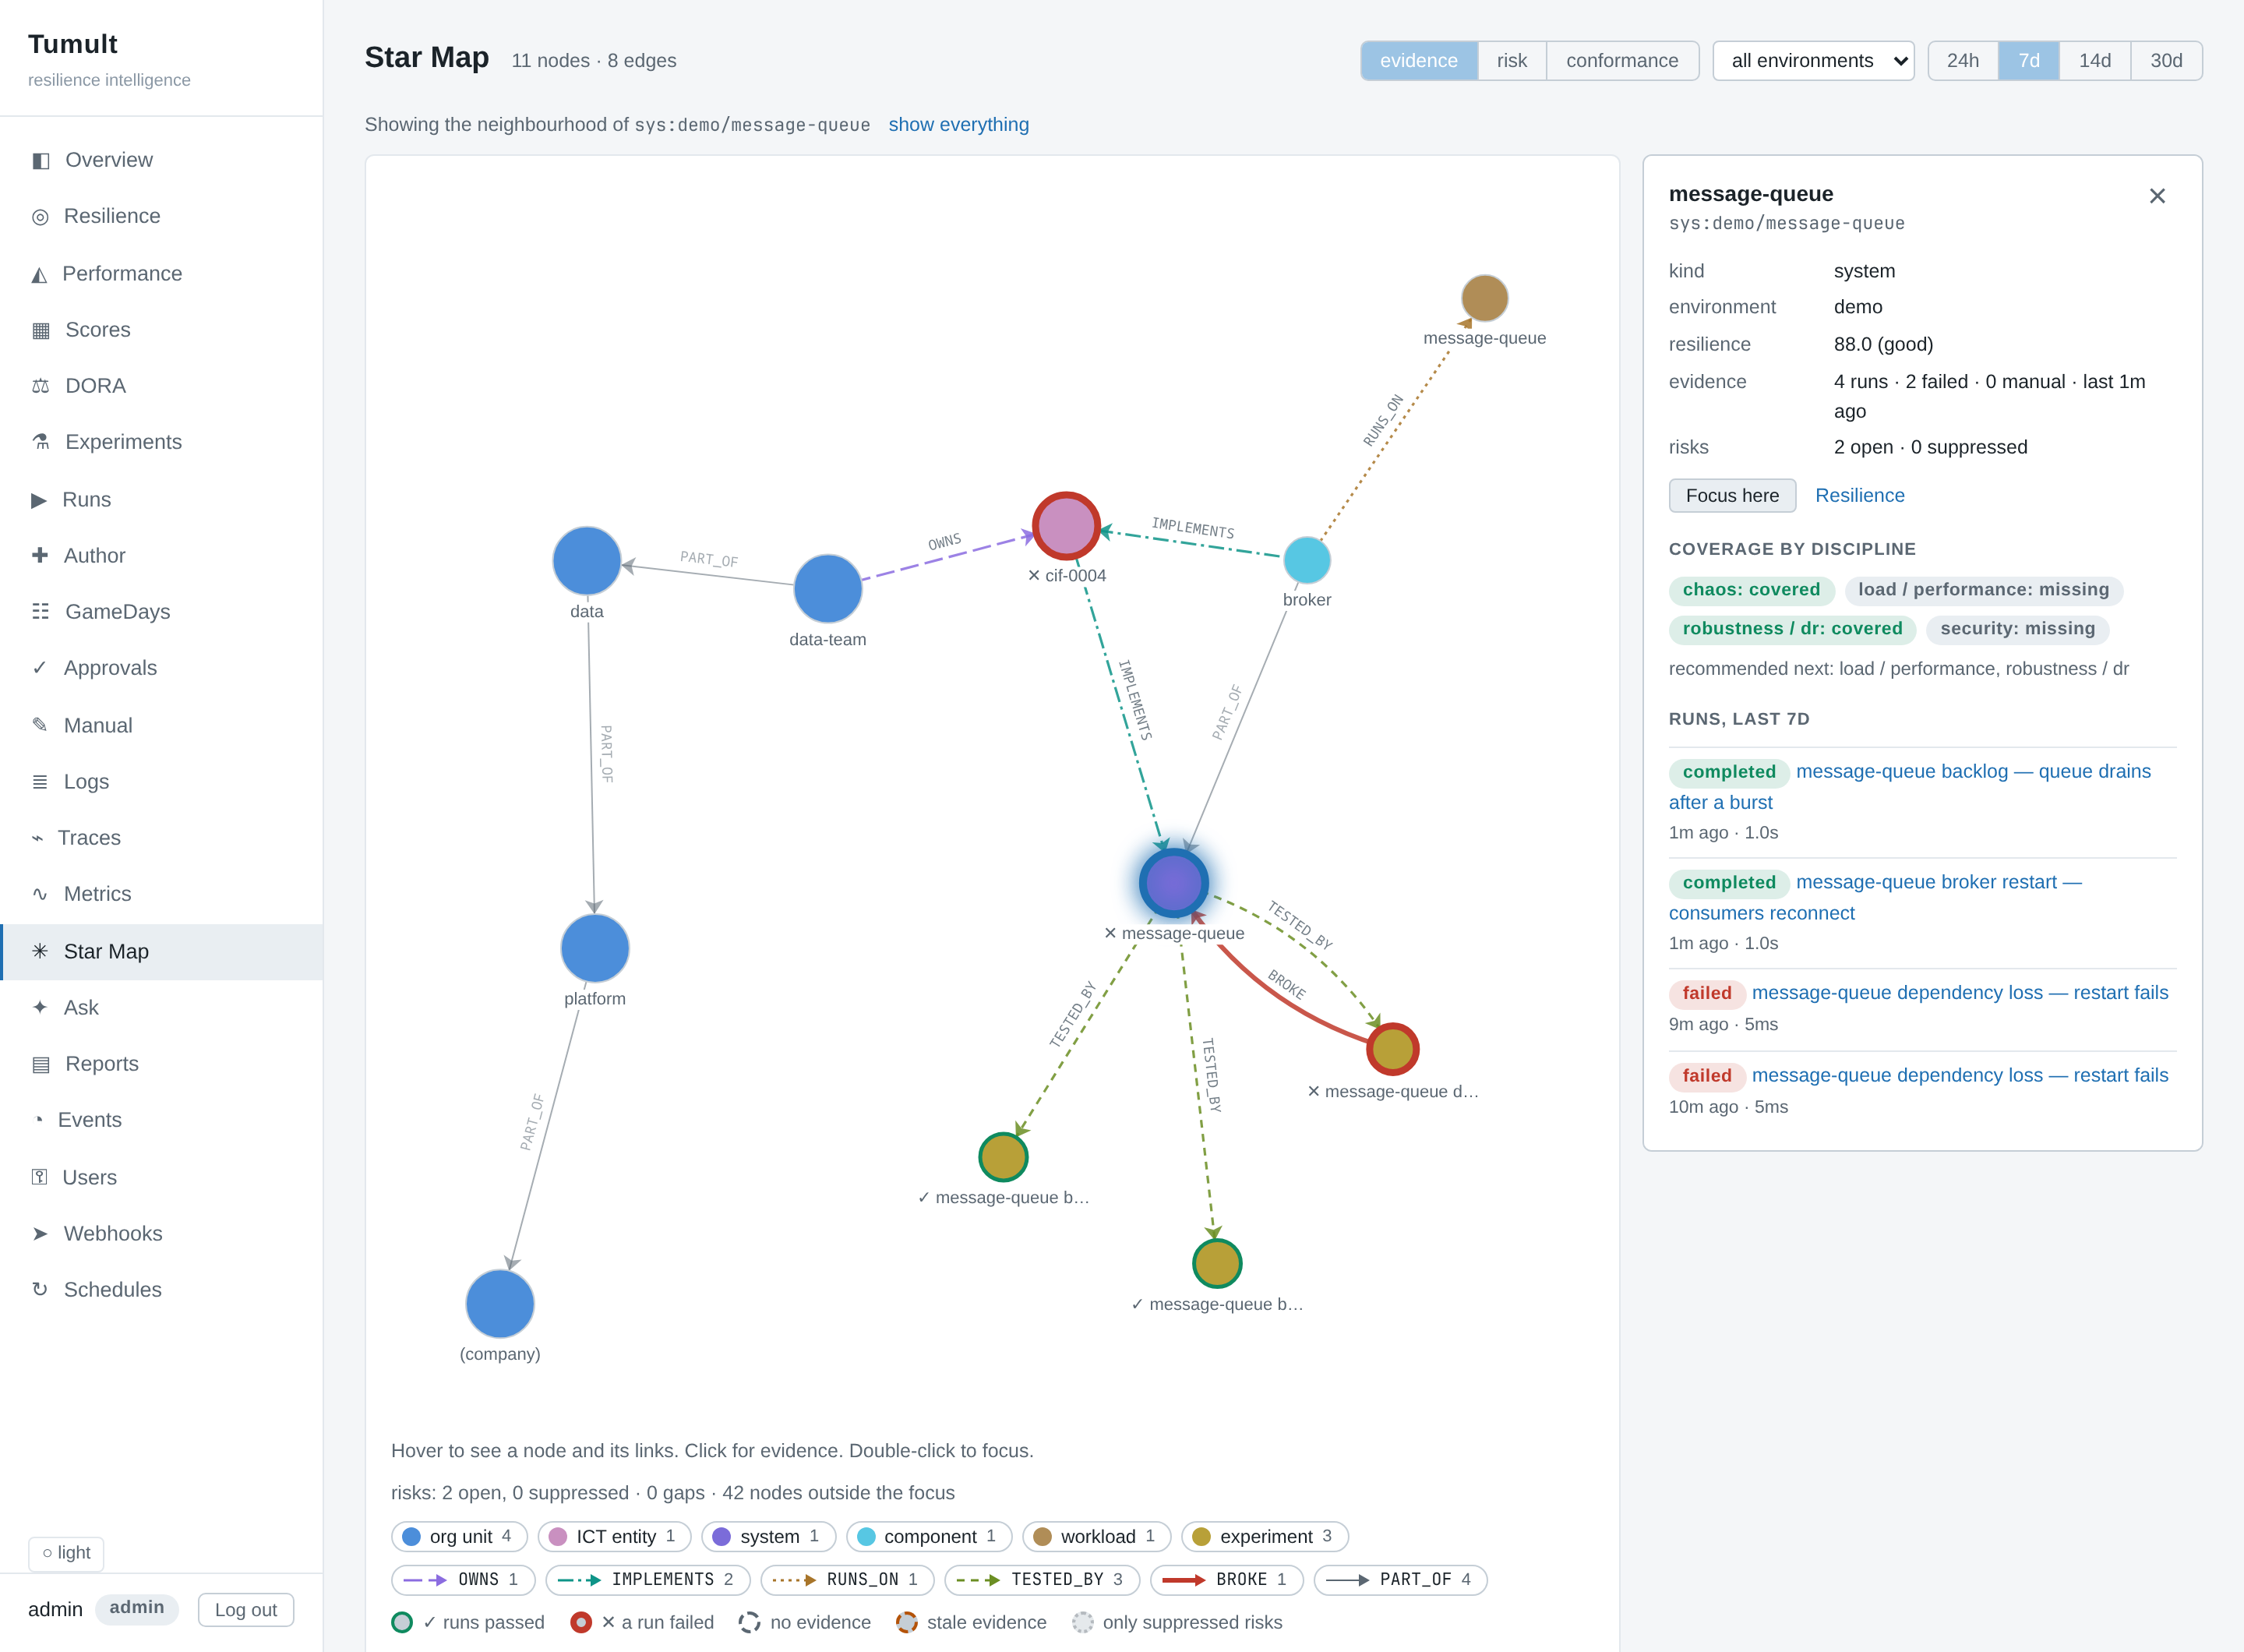 Tumult
resilience intelligence
Overview
Resilience
Performance
Scores
DORA
Experiments
Runs
Author
GameDays
Approvals
Manual
Logs
Traces
Metrics
Star Map
Ask
Reports
Events
Users
Webhooks
Schedules
○ light
admin admin Log out
Star Map 11 nodes · 8 edges
evidence risk conformance all environments 24h 7d 14d 30d
Showing the neighbourhood of sys:demo/message-queue show everything
message-queue
RUNS_ON
IMPLEMENTS
OWNS
PART_OF
✕ cif-0004
broker
data
data-team
IMPLEMENTS
PART_OF
PART_OF
✕ message-queue
TESTED_BY
BROKE
TESTED_BY
TESTED_BY
platform
PART_OF
✕ message-queue d…
✓ message-queue b…
✓ message-queue b…
(company)
Hover to see a node and its links. Click for evidence. Double-click to focus.
risks: 2 open, 0 suppressed · 0 gaps · 42 nodes outside the focus
org unit 4 ICT entity 1 system 1 component 1 workload 1 experiment 3
OWNS 1 IMPLEMENTS 2 RUNS_ON 1 TESTED_BY 3 BROKE 1 PART_OF 4
✓ runs passed ✕ a run failed no evidence stale evidence only suppressed risks
message-queue ✕
sys:demo/message-queue
kind system
environment demo
resilience 88.0 (good)
evidence 4 runs · 2 failed · 0 manual · last 1m
ago
risks 2 open · 0 suppressed
Focus here Resilience
COVERAGE BY DISCIPLINE
chaos: covered load / performance: missing
robustness / dr: covered security: missing
recommended next: load / performance, robustness / dr
RUNS, LAST 7D
completed message-queue backlog — queue drains
after a burst
1m ago · 1.0s
completed message-queue broker restart —
consumers reconnect
1m ago · 1.0s
failed message-queue dependency loss — restart fails
9m ago · 5ms
failed message-queue dependency loss — restart fails
10m ago · 5ms